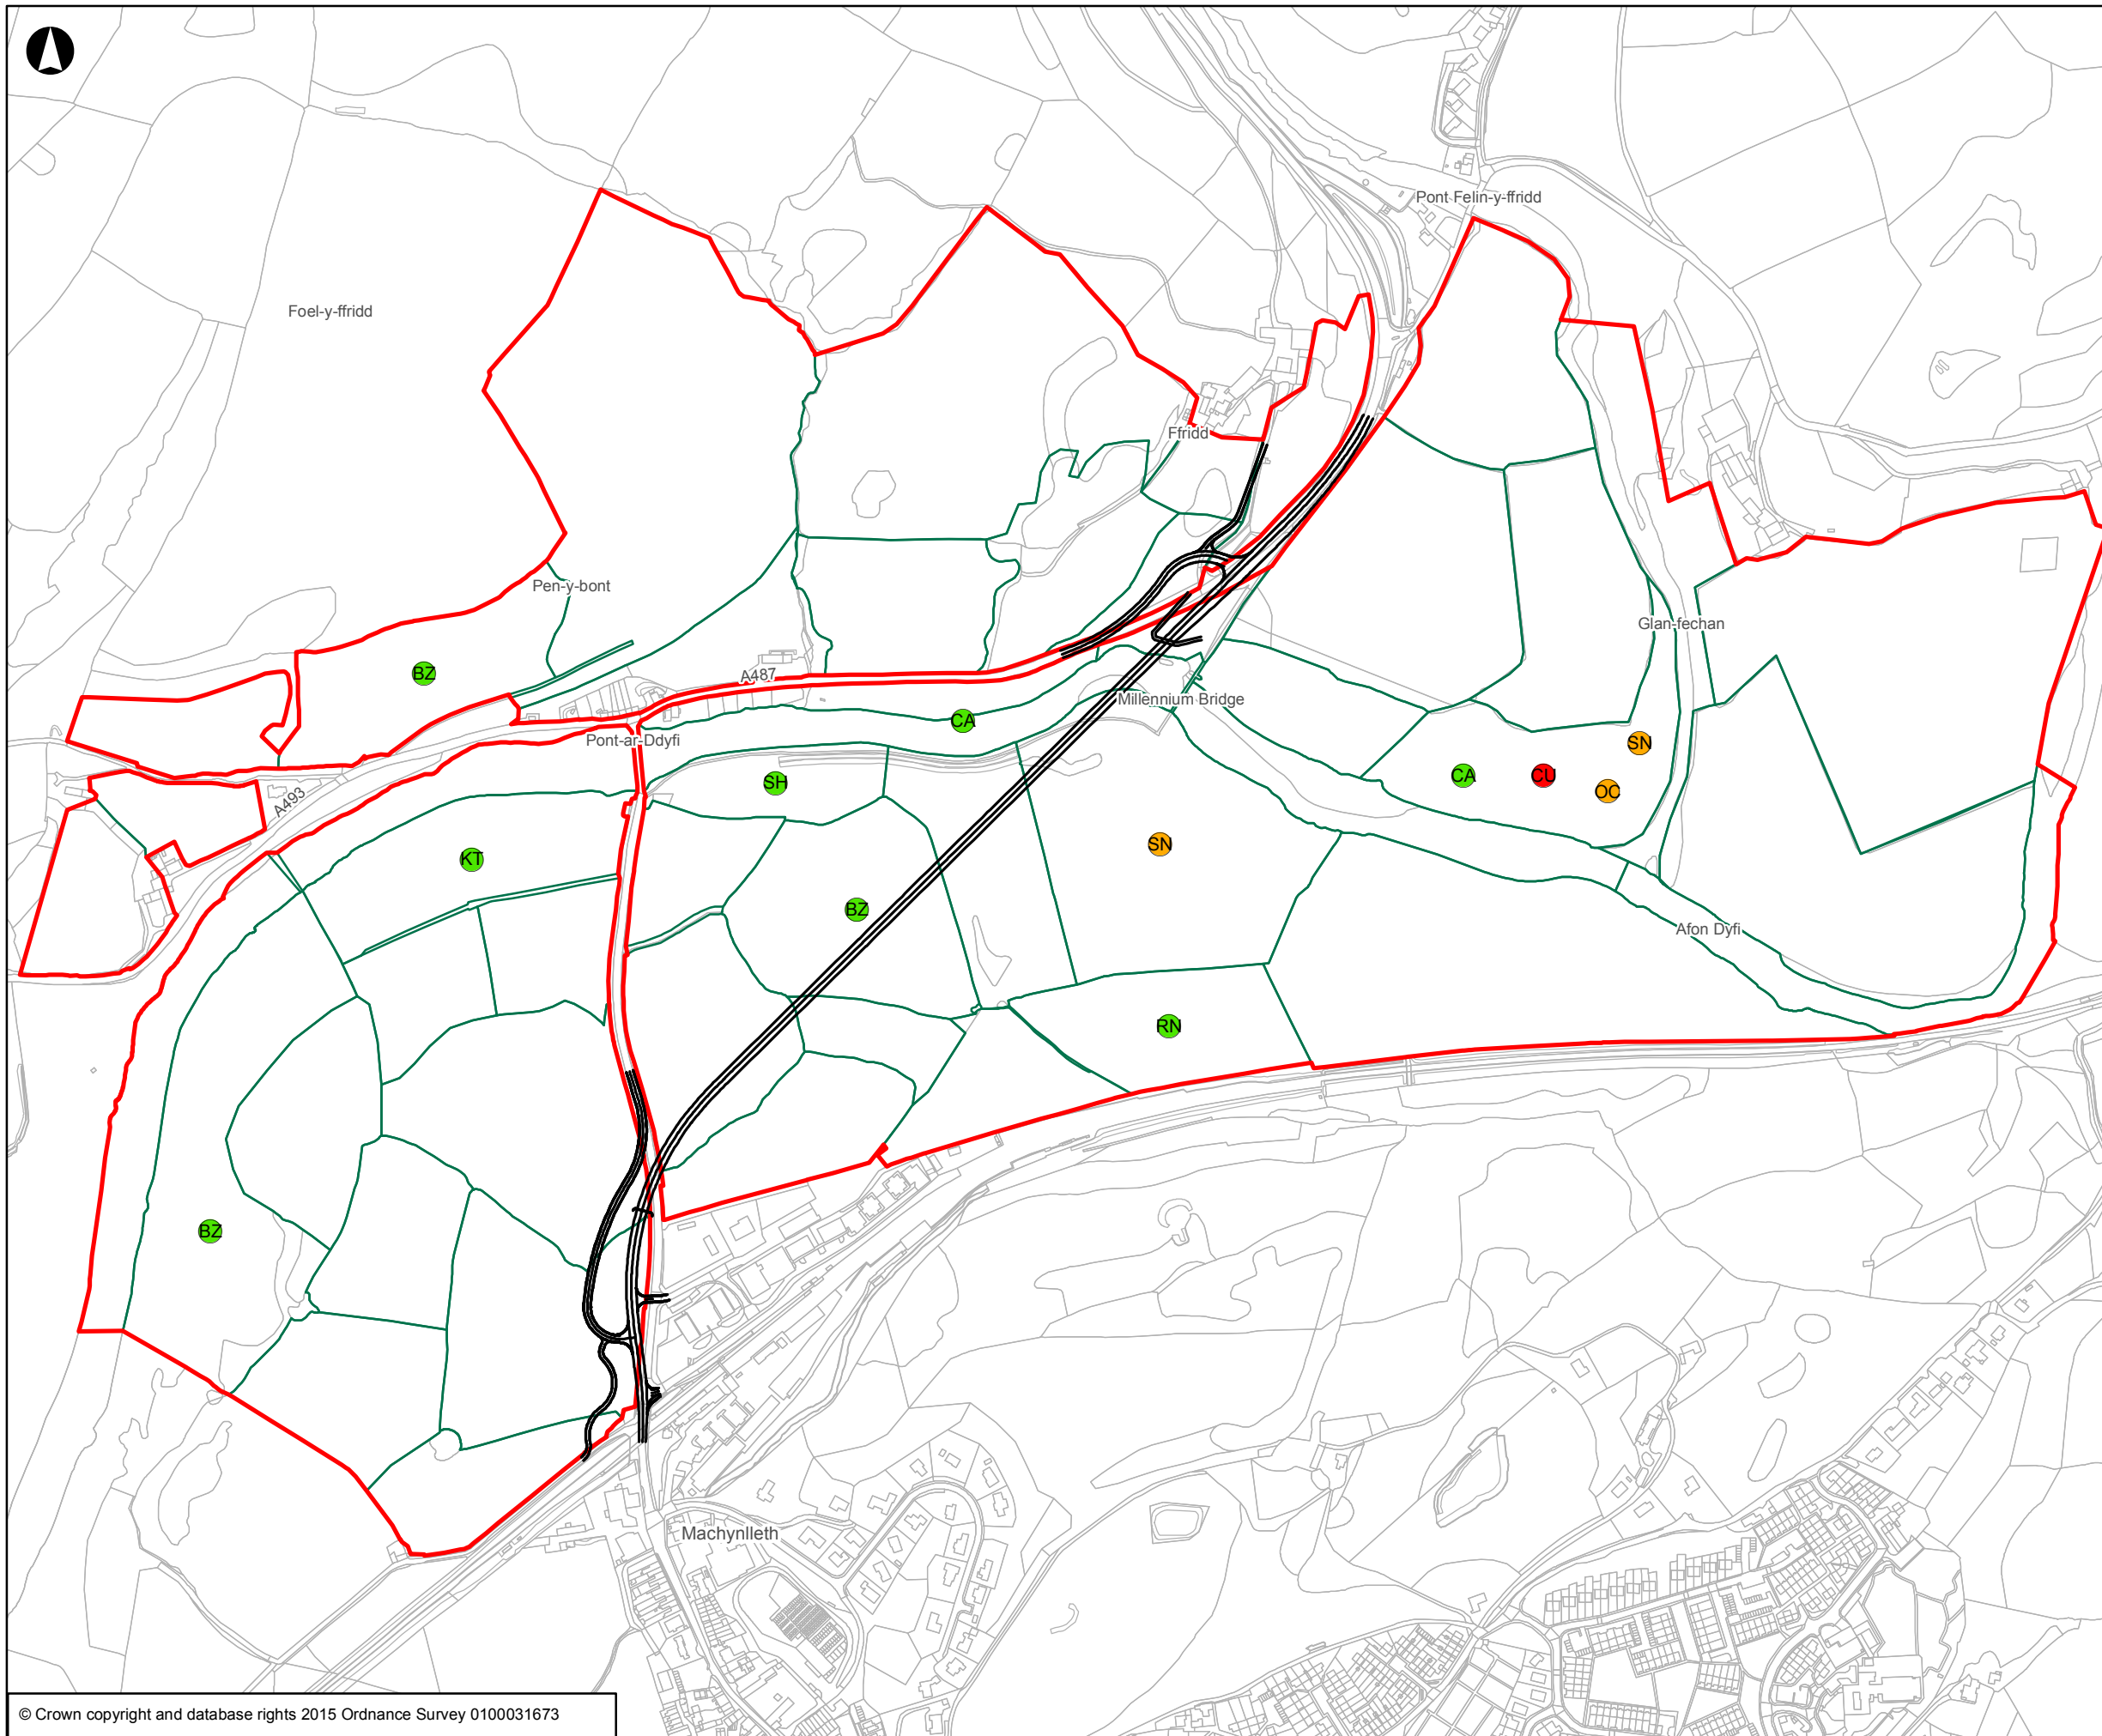 Pont Felin-y-ffridd
Foel-y-ffridd
Ffridd
Pen-y-bont
Glan-fechan
BZ
A487
Millennium Bridge
CA
Pont-ar-Ddyfi
SN
CA
CU
SH
OC
A493
SN
KT
BZ
Afon Dyfi
RN
BZ
Machynlleth
© Crown copyright and database rights 2015 Ordnance Survey 0100031673